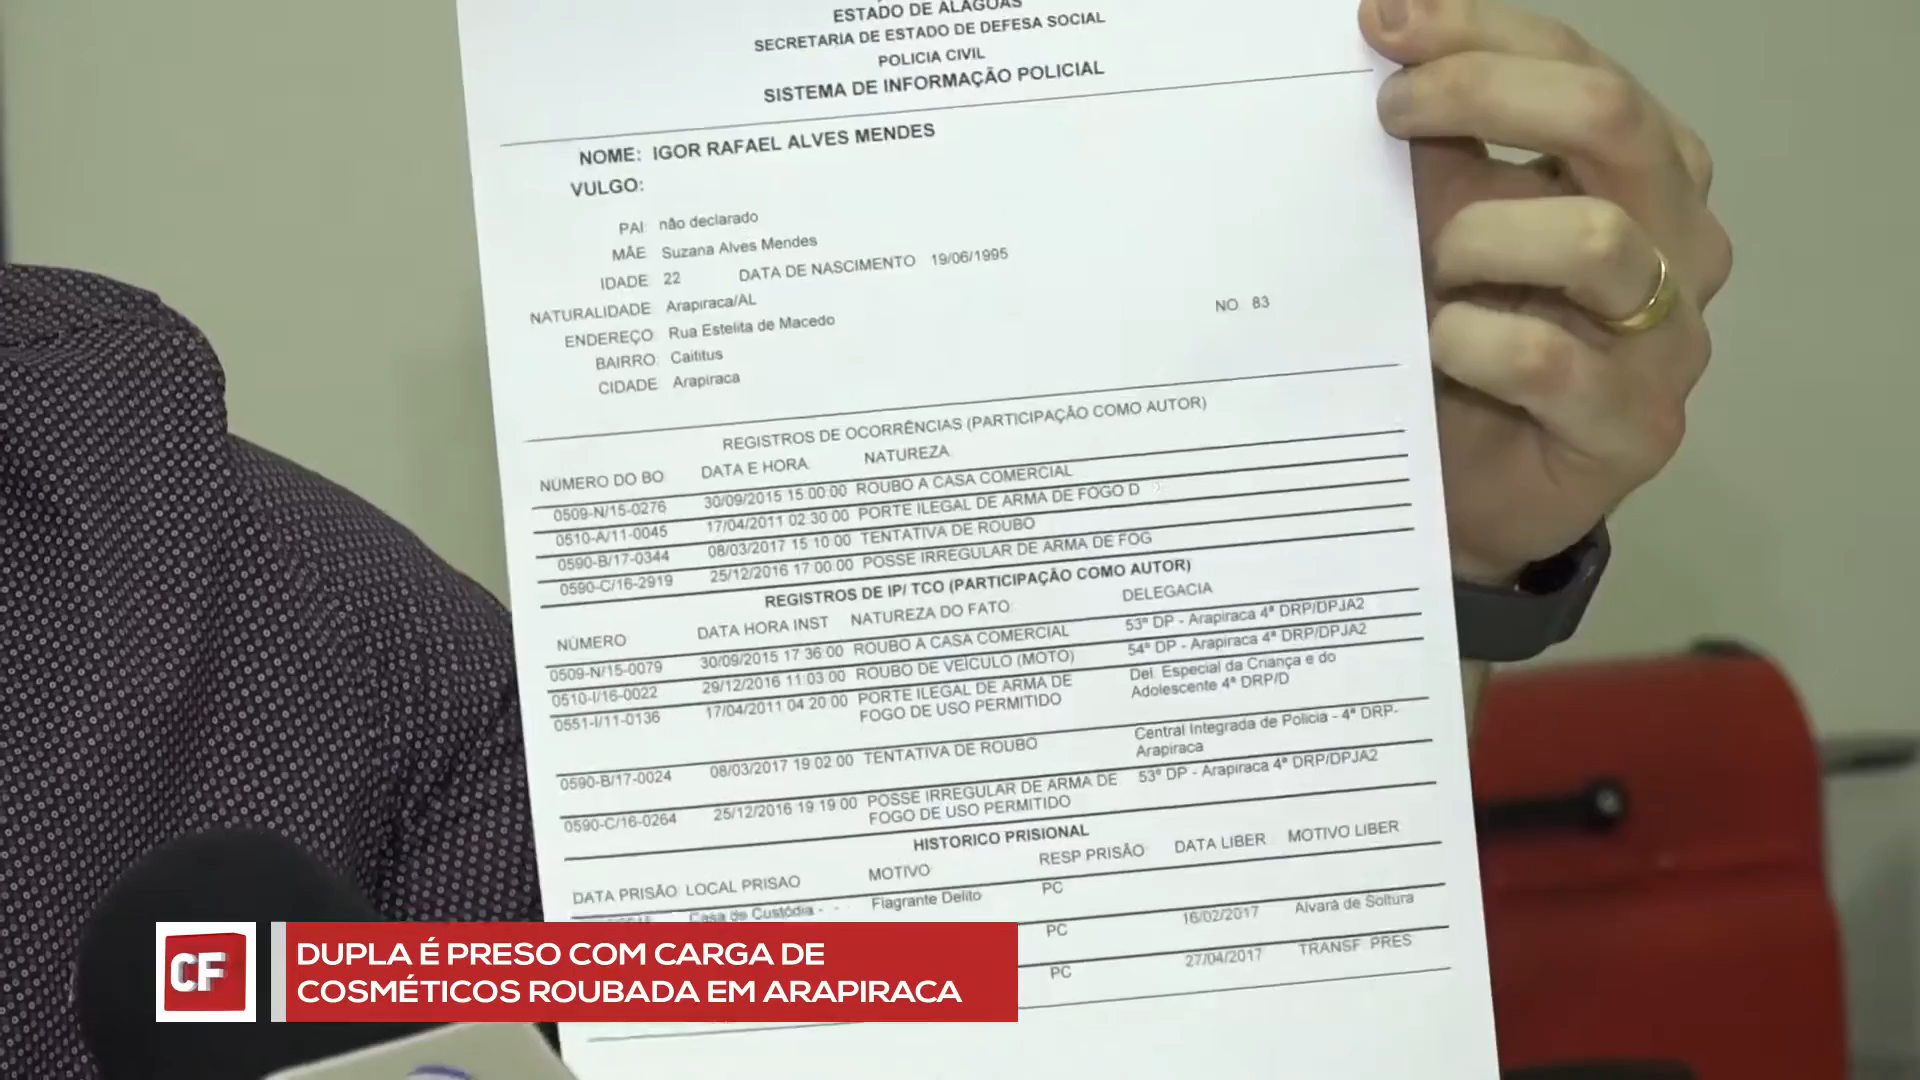 ESTADO DE ALAGOAS
SECRETARIA DE ESTADO DE DEFESA SOCIAL
POLICIA CIVIL
SISTEMA DE INFORMAÇÃO POLICIAL
NOME: IGOR RAFAEL ALVES MENDES
VULGO:
PAI não declarado
MÃE Suzana Alves Mendes
IDADE 22 DATA DE NASCIMENTO 19/06/1995
NATURALIDADE Arapiraca/AL
ENDEREÇO Rua Estelita de Macedo NO 83
BAIRRO: Caititus
CIDADE Arapiraca
REGISTROS DE OCORRÊNCIAS (PARTICIPAÇÃO COMO AUTOR)
NÚMERO DO BO DATA E HORA NATUREZA
0509-N/15-0276 30/09/2015 15:00:00 ROUBO A CASA COMERCIAL
0510-A/11-0045 17/04/2011 02:30:00 PORTE ILEGAL DE ARMA DE FOGO D
0590-B/17-0344 08/03/2017 15:10:00 TENTATIVA DE ROUBO
0590-C/16-2919 25/12/2016 17:00:00 POSSE IRREGULAR DE ARMA DE FOG
REGISTROS DE IP/ TCO (PARTICIPAÇÃO COMO AUTOR)
NÚMERO DATA HORA INST NATUREZA DO FATO DELEGACIA
0509-N/15-0079 30/09/2015 17:36:00 ROUBO A CASA COMERCIAL 53ª DP - Arapiraca 4ª DRP/DPJA2
0510-I/16-0022 29/12/2016 11:03:00 ROUBO DE VEÍCULO (MOTO) 54ª DP - Arapiraca 4ª DRP/DPJA2
0551-I/11-0136 17/04/2011 04:20:00 PORTE ILEGAL DE ARMA DE Del. Especial da Criança e do
FOGO DE USO PERMITIDO Adolescente 4ª DRP/D
0590-B/17-0024 08/03/2017 19:02:00 TENTATIVA DE ROUBO Central Integrada de Policia - 4ª DRP-
Arapiraca
0590-C/16-0264 25/12/2016 19:19:00 POSSE IRREGULAR DE ARMA DE 53ª DP - Arapiraca 4ª DRP/DPJA2
FOGO DE USO PERMITIDO
HISTORICO PRISIONAL
DATA PRISÃO LOCAL PRISAO MOTIVO RESP PRISÃO DATA LIBER MOTIVO LIBER
Casa de Custódia - Flagrante Delito PC
PC 16/02/2017 Alvará de Soltura
PC 27/04/2017 TRANSF PRES
CF
DUPLA É PRESO COM CARGA DE
COSMÉTICOS ROUBADA EM ARAPIRACA